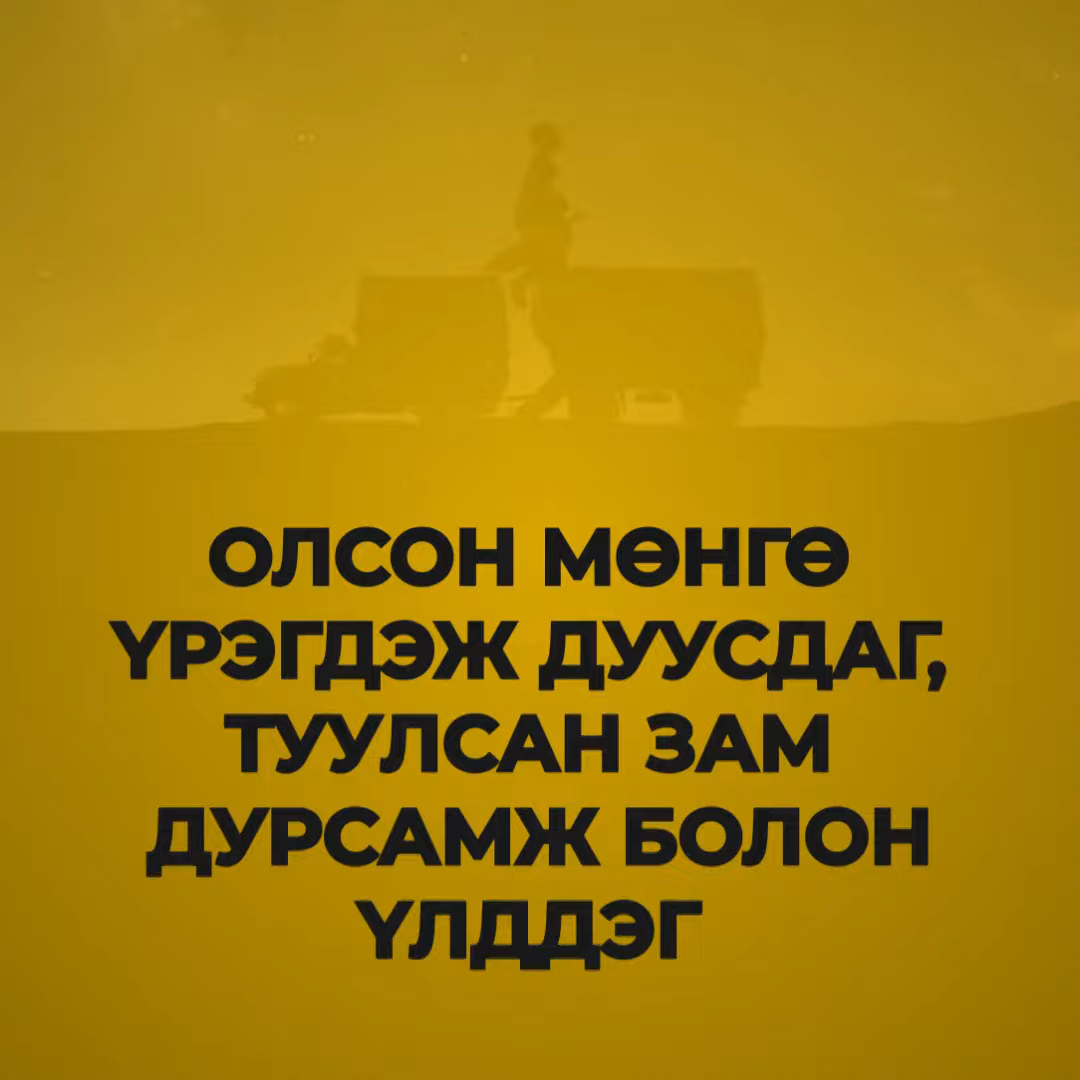 ОЛСОН МӨНГӨ
ҮРЭГДЭЖ ДУУСДАГ,
ТУУЛСАН ЗАМ
ДУРСАМЖ БОЛОН
ҮЛДДЭГ